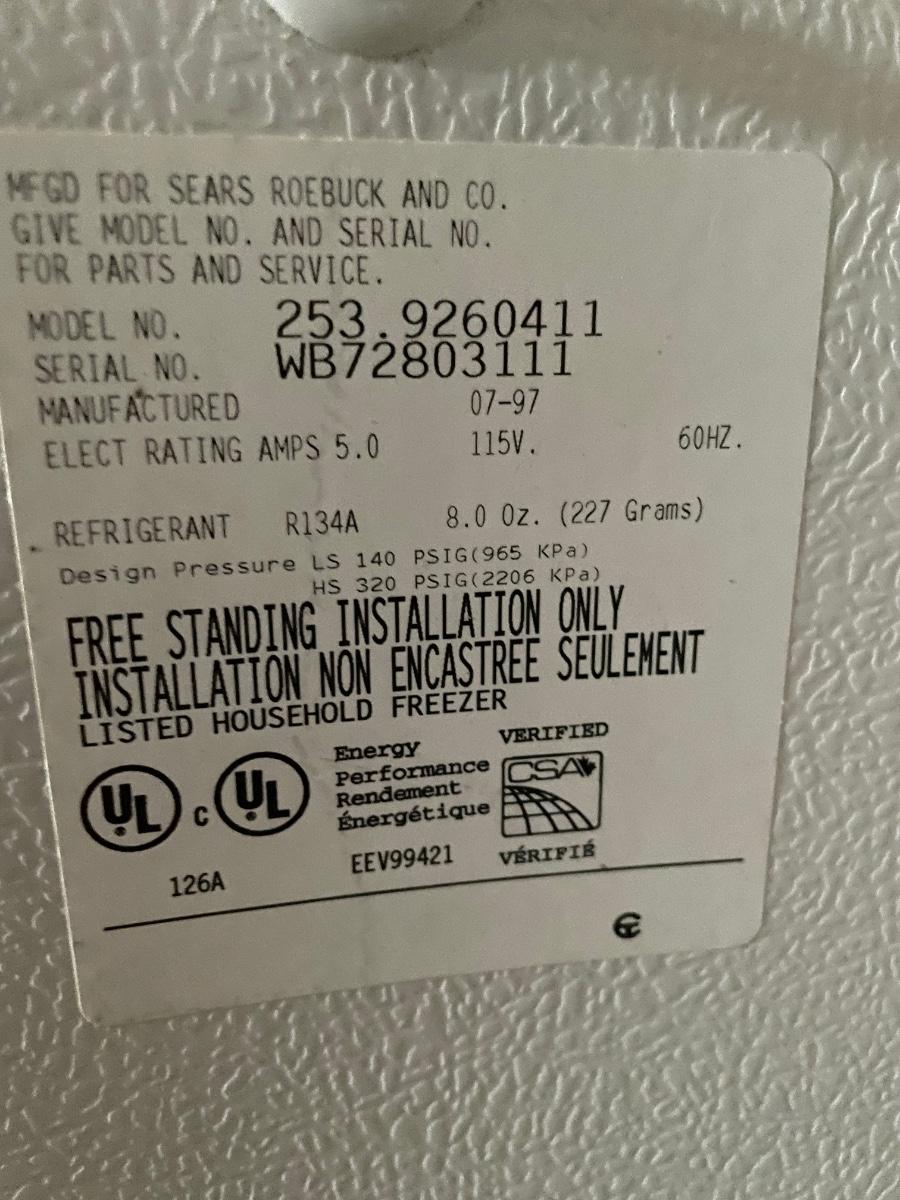 MFGD FOR SEARS ROEBUCK AND CO.
GIVE MODEL NO. AND SERIAL NO.
FOR PARTS AND SERVICE.
MODEL NO. 253.9260411
SERIAL NO. WB72803111
MANUFACTURED 07-97
ELECT RATING AMPS 5.0 115V. 60HZ.
REFRIGERANT R134A 8.0 Oz. (227 Grams)
Design Pressure LS 140 PSIG(965 KPa)
HS 320 PSIG(2206 KPa)
FREE STANDING INSTALLATION ONLY
INSTALLATION NON ENCASTREE SEULEMENT
LISTED HOUSEHOLD FREEZER
UL c UL
Energy
Performance
Rendement
Énergétique
EEV99421
VERIFIED
CSA
VÉRIFIÉ
126A